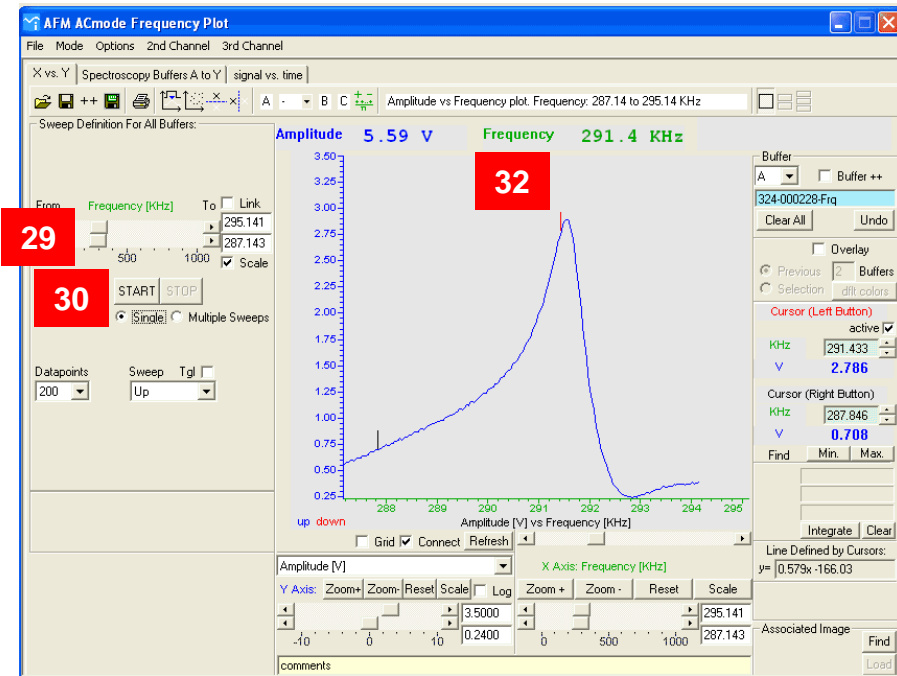 AFM ACmode Frequency Plot
File Mode Options 2nd Channel 3rd Channel
X vs. Y Spectroscopy Buffers A to Y signal vs. time
++ A - B C Amplitude vs Frequency plot. Frequency: 287.14 to 295.14 KHz
Sweep Definition For All Buffers:
From Frequency [KHz] To Link
295.141
287.143
500 1000 Scale
29
30
START STOP
Single Multiple Sweeps
Datapoints Sweep Tgl
200 Up
Amplitude 5.59 V Frequency 291.4 KHz
32
3.50
3.25
3.00
2.75
2.50
2.25
2.00
1.75
1.50
1.25
1.00
0.75
0.50
0.25
288 289 290 291 292 293 294 295
up down Amplitude [V] vs Frequency [KHz]
Grid Connect Refresh
Amplitude [V] X Axis: Frequency [KHz]
Y Axis: Zoom+ Zoom- Reset Scale Log Zoom + Zoom - Reset Scale
3.5000 295.141
0.2400 287.143
-10 0 10 0 500 1000
comments
Buffer
A Buffer ++
324-000228-Frq
Clear All Undo
Overlay
Previous 2 Buffers
Selection dflt colors
Cursor (Left Button)
active
KHz 291.433
V 2.786
Cursor (Right Button)
KHz 287.846
V 0.708
Find Min. Max.
Integrate Clear
Line Defined by Cursors:
y= 0.579x -166.03
Associated Image
Find
Load